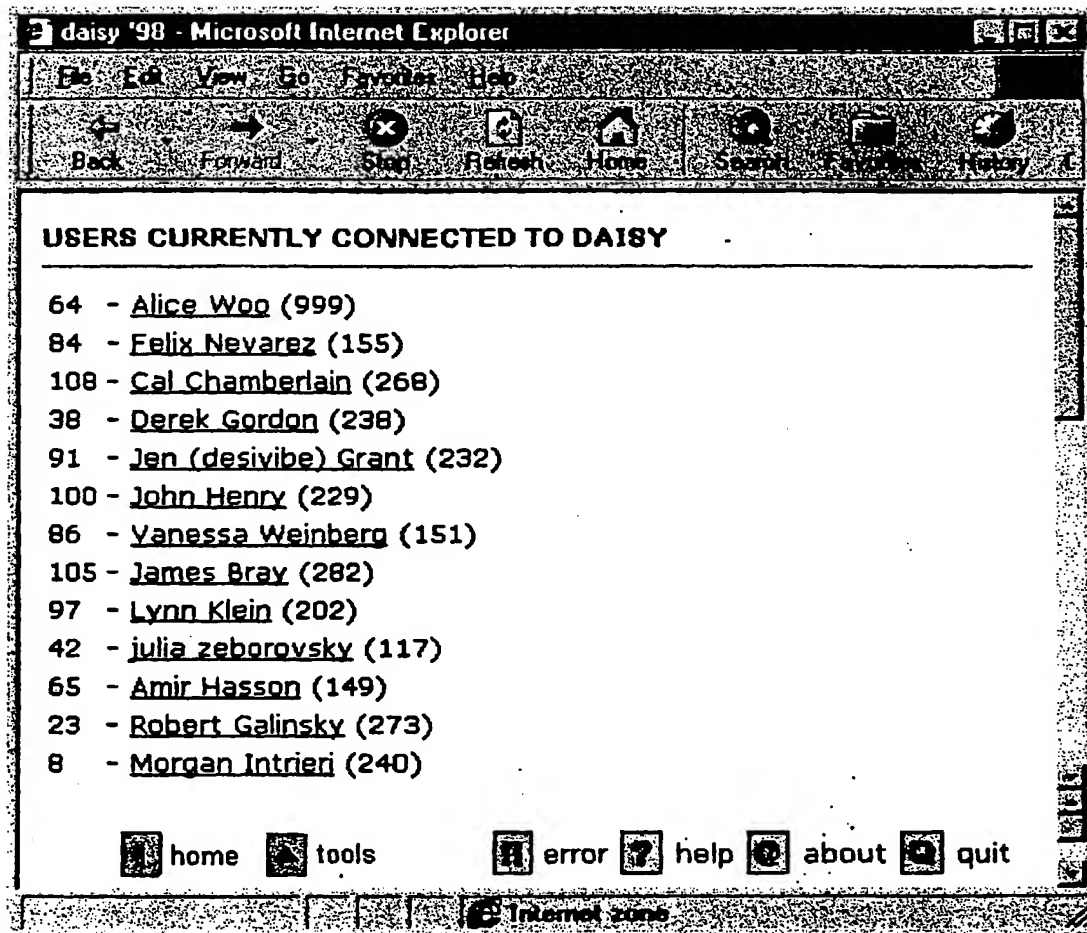 daisy '98 - Microsoft Internet Explorer
File Edit View Go Favorites Help
Back Forward Stop Refresh Home Search Favorites History
USERS CURRENTLY CONNECTED TO DAISY
64 - Alice Woo (999)
84 - Felix Nevarez (155)
108 - Cal Chamberlain (268)
38 - Derek Gordon (238)
91 - Jen (desivibe) Grant (232)
100 - John Henry (229)
86 - Vanessa Weinberg (151)
105 - James Bray (282)
97 - Lynn Klein (202)
42 - julia zeborovsky (117)
65 - Amir Hasson (149)
23 - Robert Galinsky (273)
8 - Morgan Intrieri (240)
home tools error ? help @ about quit
Internet zone